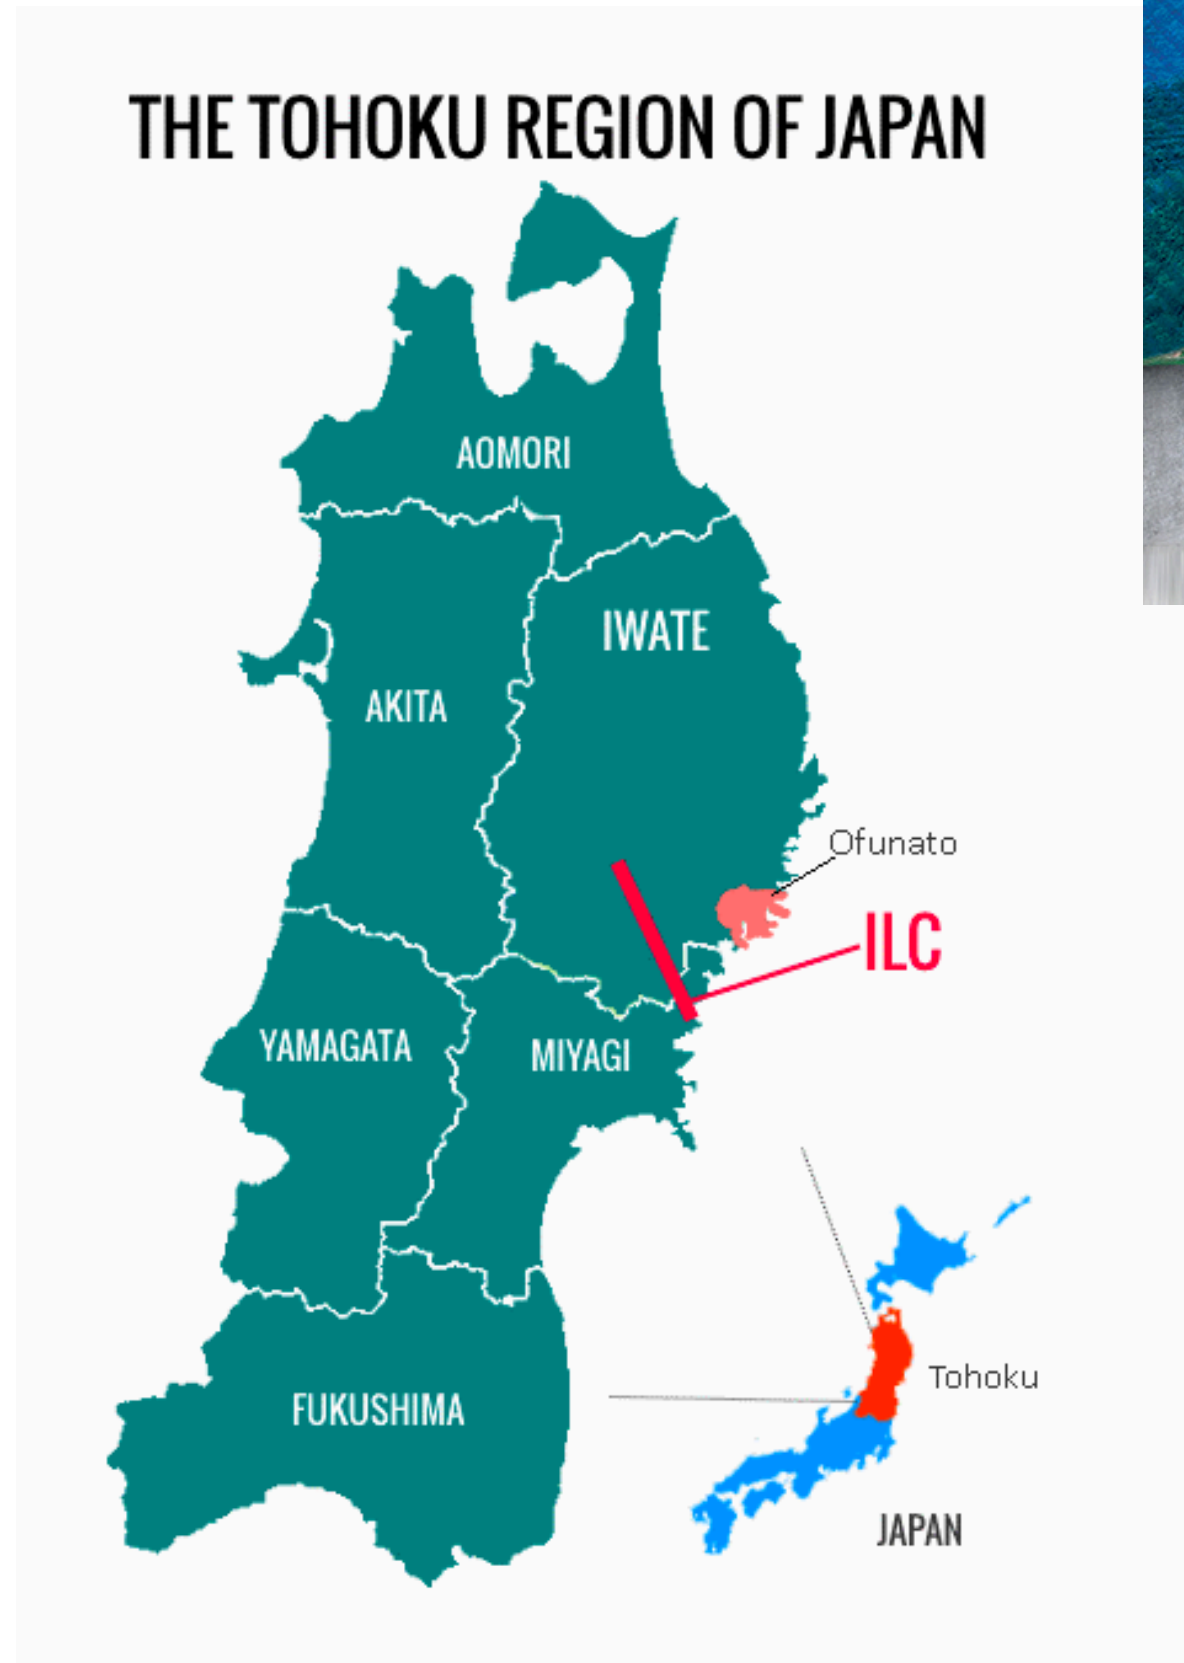 THE TOHOKU REGION OF JAPAN
AOMORI
IWATE
AKITA
Ofunato
ILC
YAMAGATA
MIYAGI
Tohoku
FUKUSHIMA
JAPAN